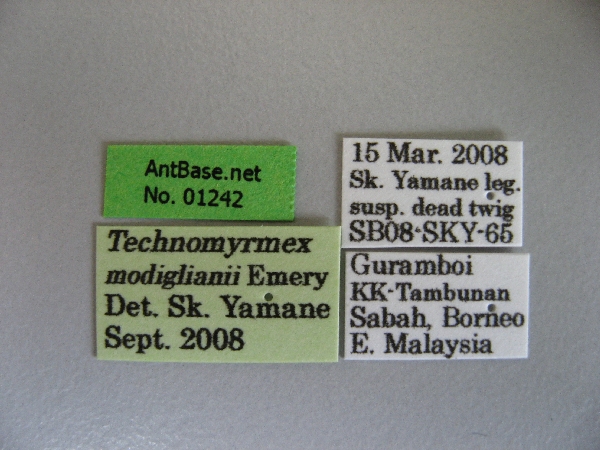 AntBase.net
No. 01242
Technomyrmex
modiglianii Emery
Det. Sk. Yamane
Sept. 2008
15 Mar. 2008
Sk. Yamane leg.
susp. dead twig
SB08-SKY-65
Guramboi
KK-Tambunan
Sabah, Borneo
E. Malaysia